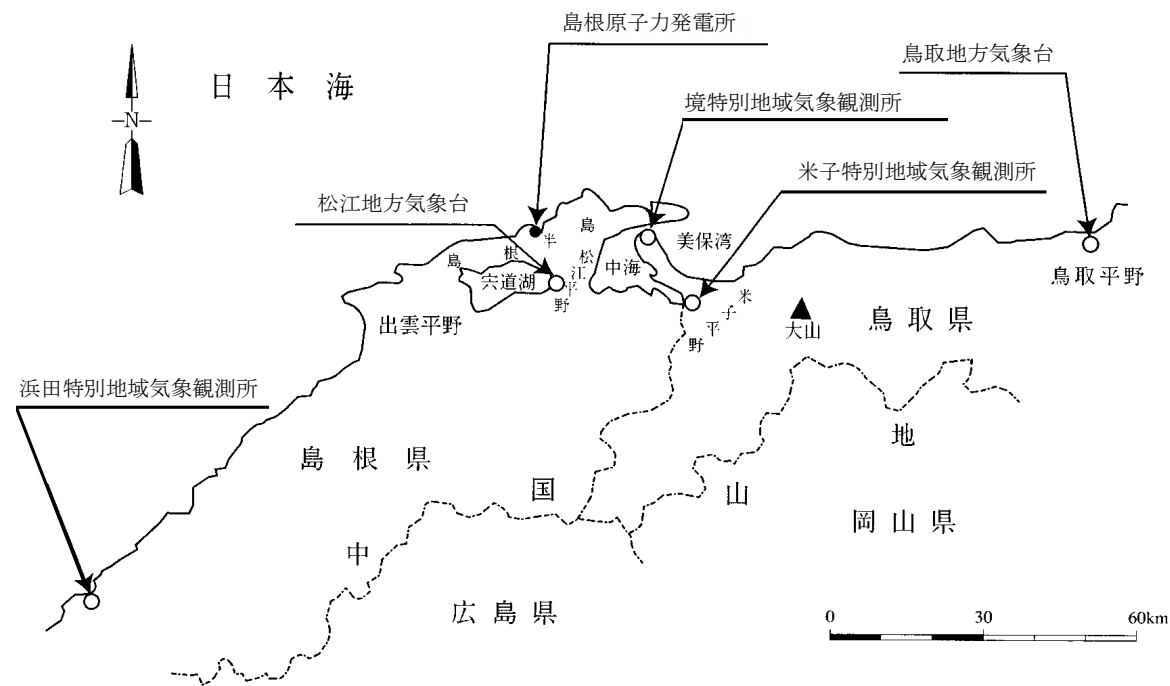 島根原子力発電所
鳥取地方気象台
日本海
境特別地域気象観測所
N
米子特別地域気象観測所
松江地方気象台
島根半島
美保湾
松江平野
中海
宍道湖
鳥取平野
米子平野
出雲平野
大山
鳥取県
浜田特別地域気象観測所
島根県
中国山地
岡山県
広島県
0 30 60km